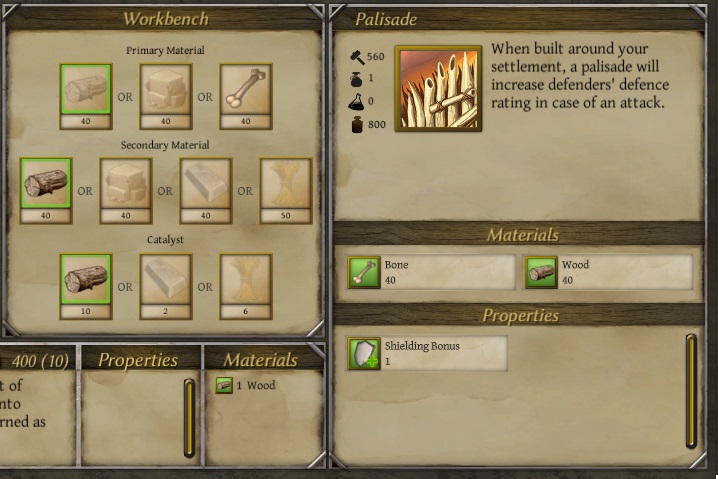 Workbench
Primary Material
OR OR
40 40 40
Secondary Material
OR OR OR
40 40 40 50
Catalyst
OR OR
10 2 6
400 (10)
t of
nto
rned as
Properties
Materials
1 Wood
Palisade
560
1
0
800
When built around your
settlement, a palisade will
increase defenders' defence
rating in case of an attack.
Materials
Bone
40
Wood
40
Properties
Shielding Bonus
1